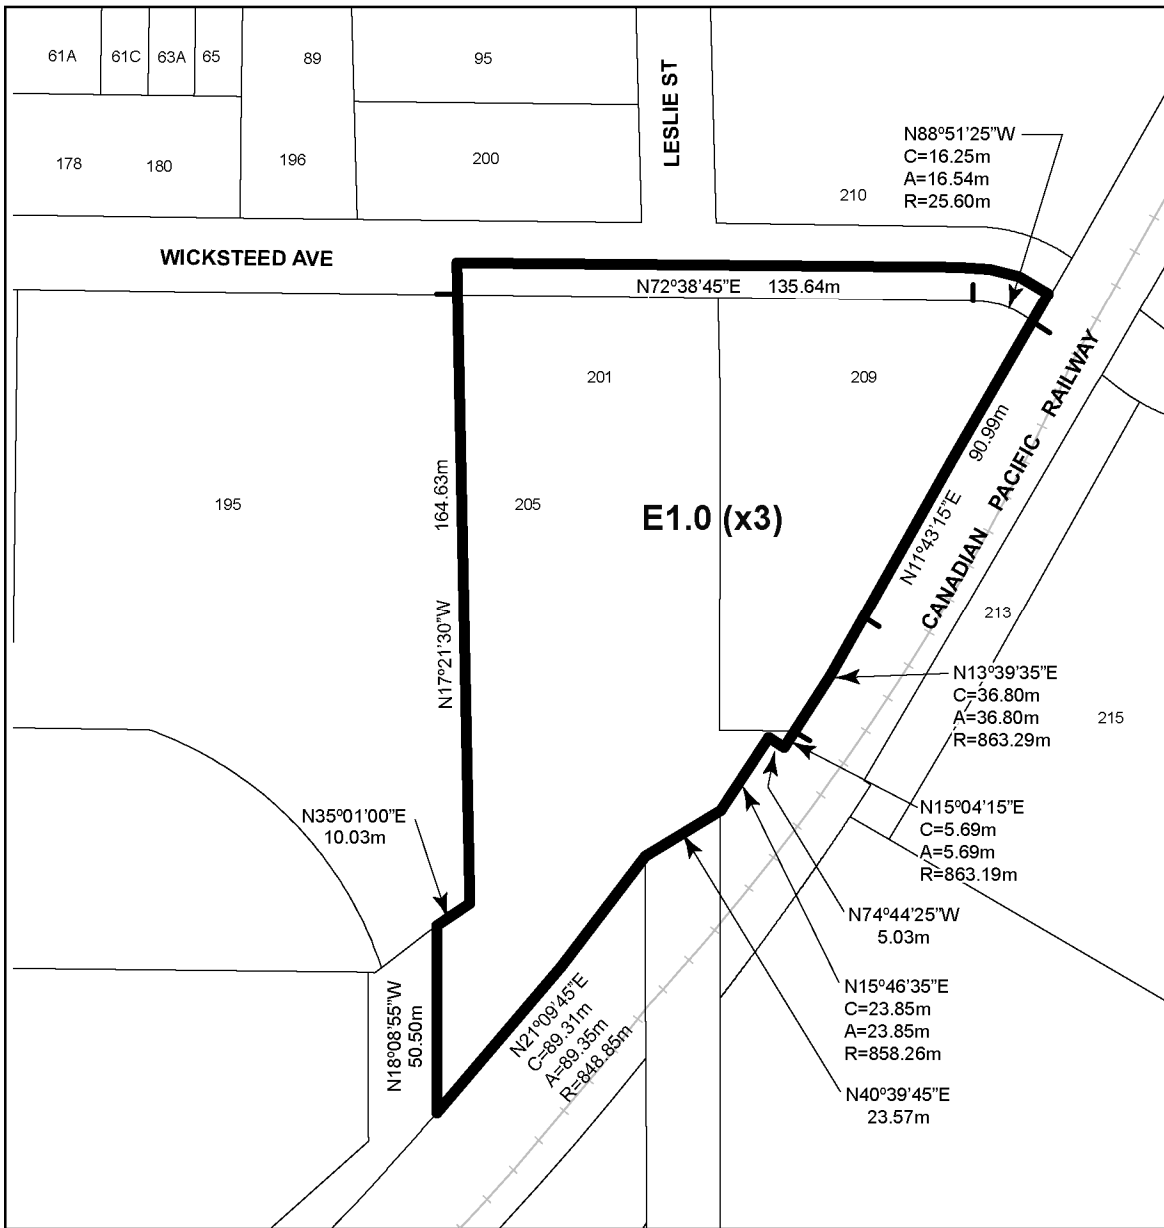 61A
61C
63A
65
89
95
LESLIE ST
178
180
196
200
210
N88º51'25"W
C=16.25m
A=16.54m
R=25.60m
WICKSTEED AVE
N72º38'45"E 135.64m
201
209
195
205
E1.0 (x3)
164.63m
N17º21'30"W
90.99m
N11º43'15"E
CANADIAN PACIFIC RAILWAY
213
215
N13º39'35"E
C=36.80m
A=36.80m
R=863.29m
N15º04'15"E
C=5.69m
A=5.69m
R=863.19m
N35º01'00"E
10.03m
N74º44'25"W
5.03m
N15º46'35"E
C=23.85m
A=23.85m
R=858.26m
N40º39'45"E
23.57m
N18º08'55"W
50.50m
N21º09'45"E
C=89.31m
A=89.35m
R=848.85m